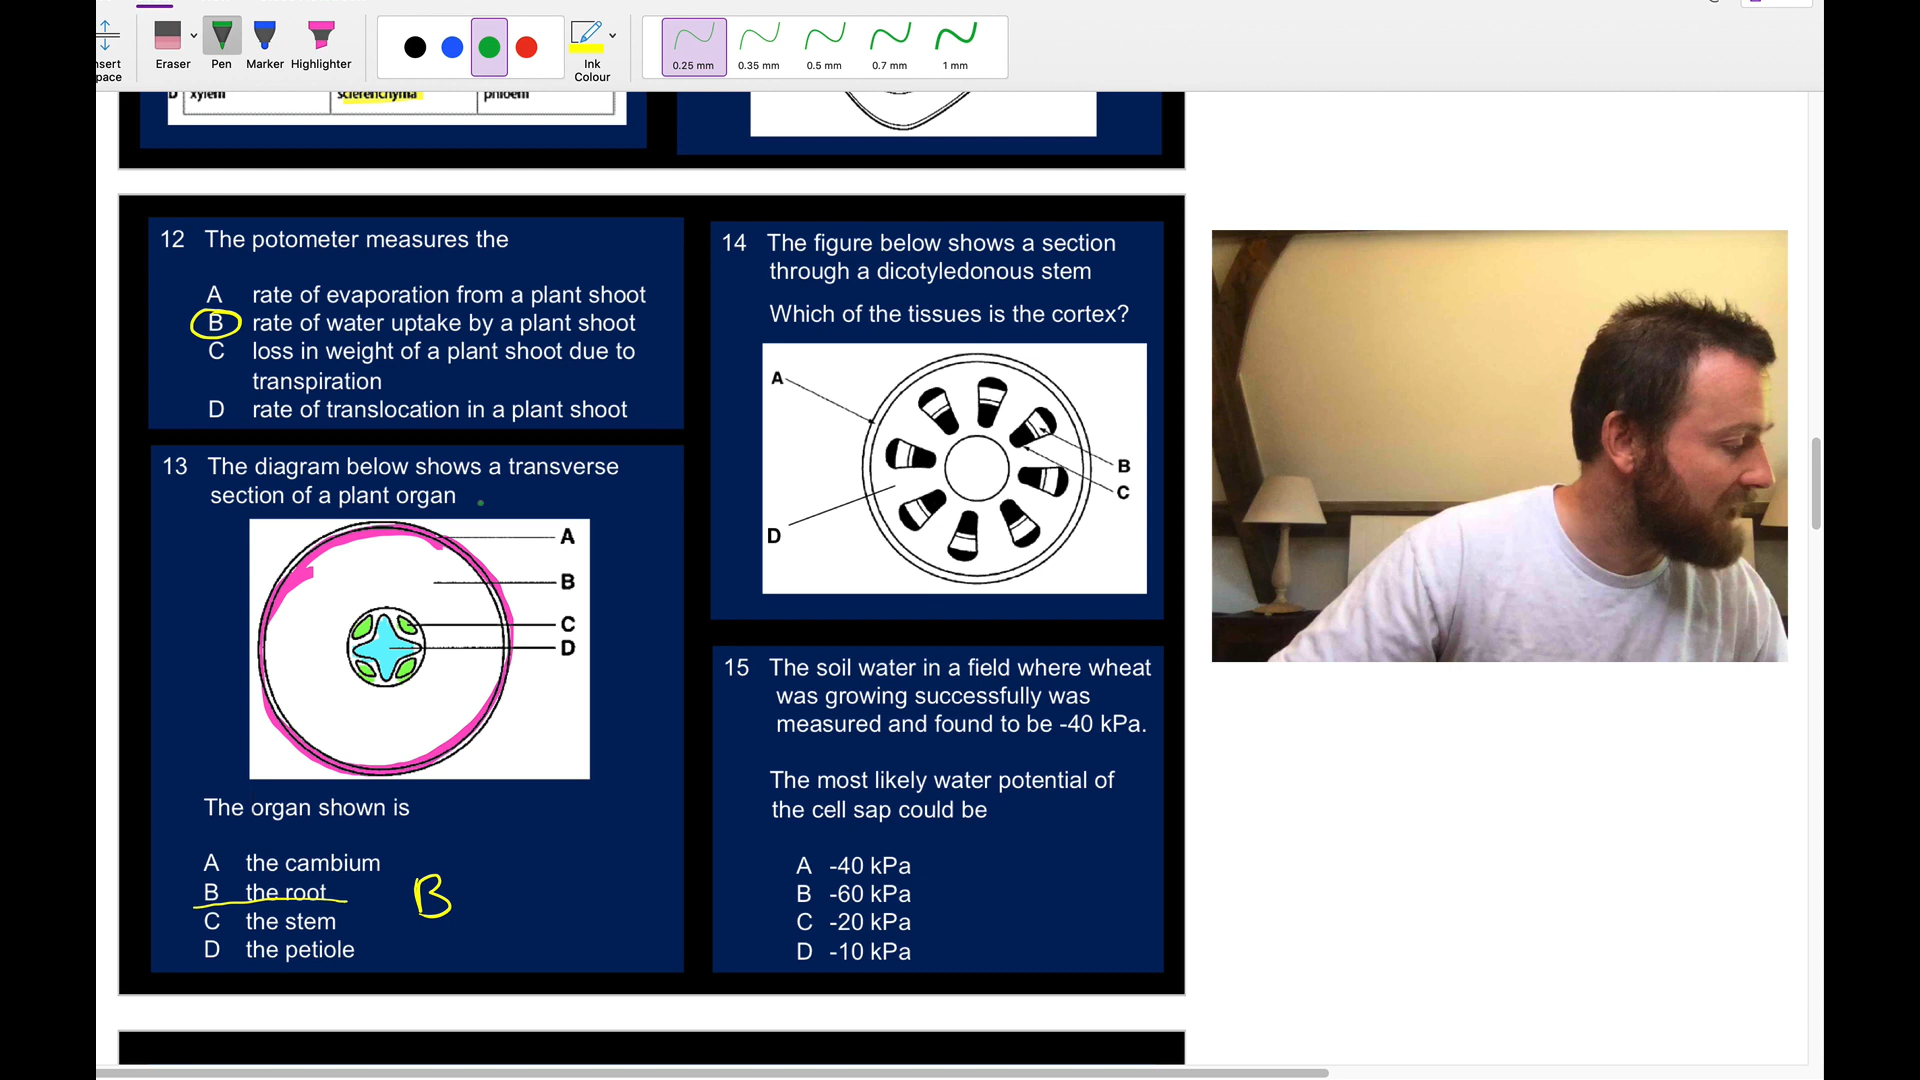 Insert
Space
Eraser
Pen
Marker
Highlighter
Ink
Colour
0.25 mm
0.35 mm
0.5 mm
0.7 mm
1 mm
D xylem sclerenchyma phloem
12 The potometer measures the
A rate of evaporation from a plant shoot
B rate of water uptake by a plant shoot
C loss in weight of a plant shoot due to
transpiration
D rate of translocation in a plant shoot
13 The diagram below shows a transverse
section of a plant organ
A
B
C
D
The organ shown is
A the cambium
B the root
C the stem
D the petiole
B
14 The figure below shows a section
through a dicotyledonous stem
Which of the tissues is the cortex?
A
B
C
D
15 The soil water in a field where wheat
was growing successfully was
measured and found to be -40 kPa.
The most likely water potential of
the cell sap could be
A -40 kPa
B -60 kPa
C -20 kPa
D -10 kPa